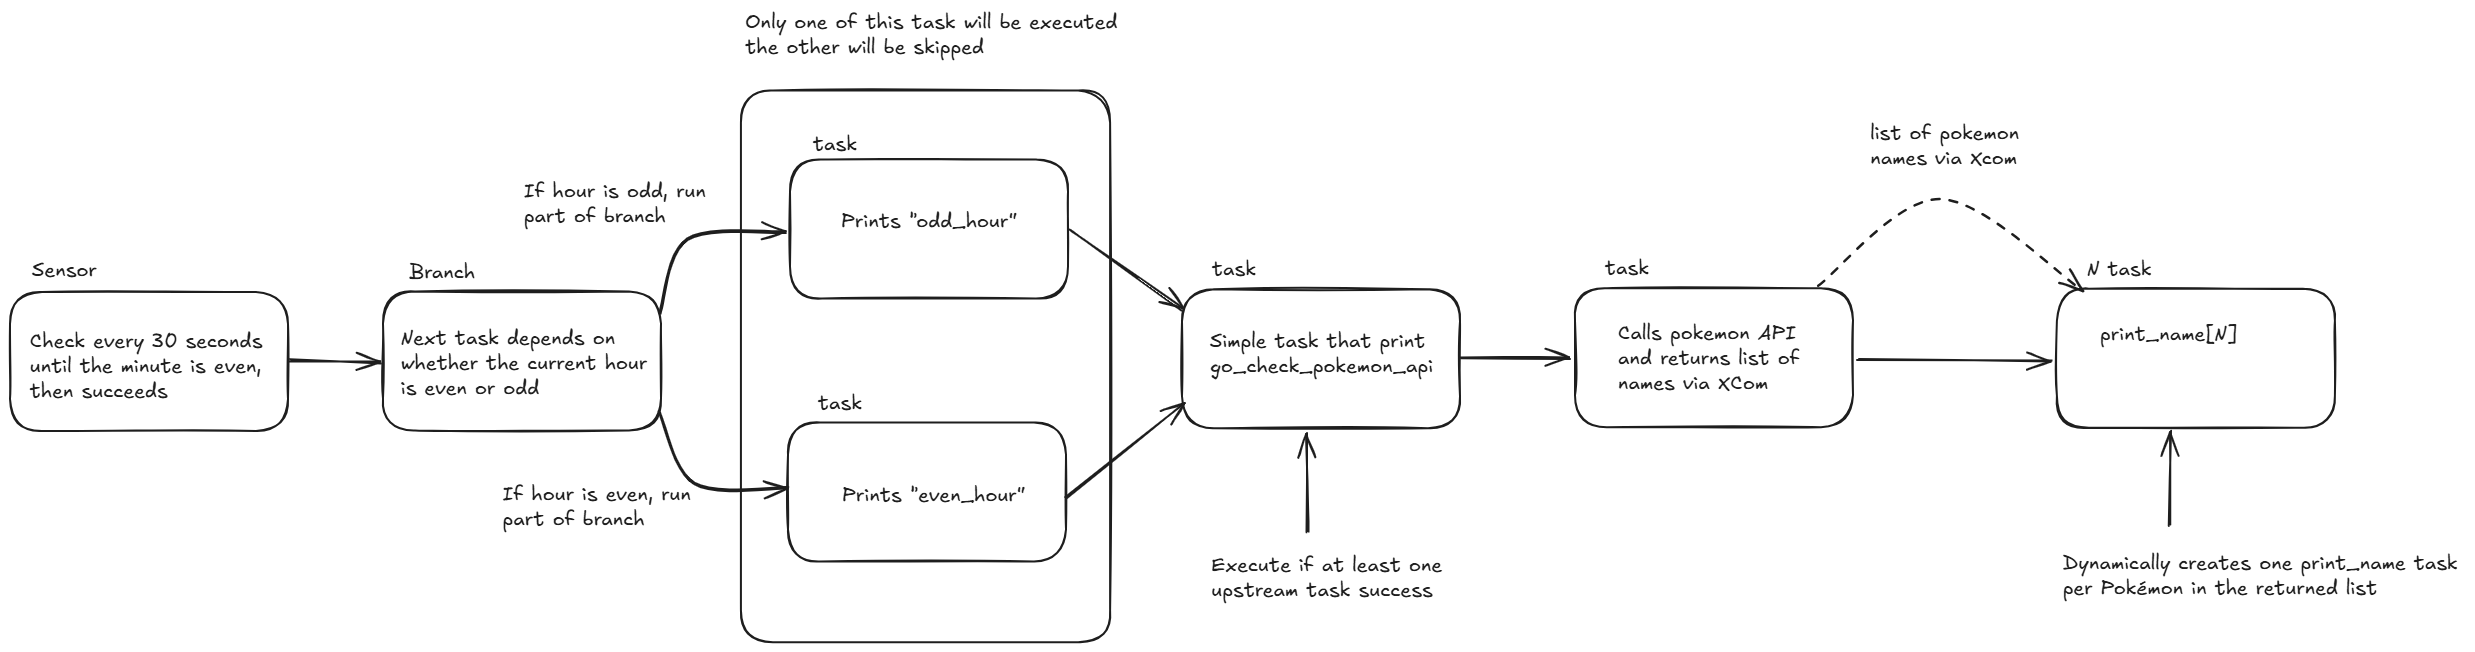 Only one of this task will be executed
the other will be skipped
Sensor
Check every 30 seconds
until the minute is even,
then succeeds
Branch
Next task depends on
whether the current hour
is even or odd
If hour is odd, run
part of branch
If hour is even, run
part of branch
task
Prints "odd_hour"
task
Prints "even_hour"
task
Simple task that print
go_check_pokemon_api
Execute if at least one
upstream task success
task
Calls pokemon API
and returns list of
names via XCom
list of pokemon
names via Xcom
N task
print_name[N]
Dynamically creates one print_name task
per Pokémon in the returned list